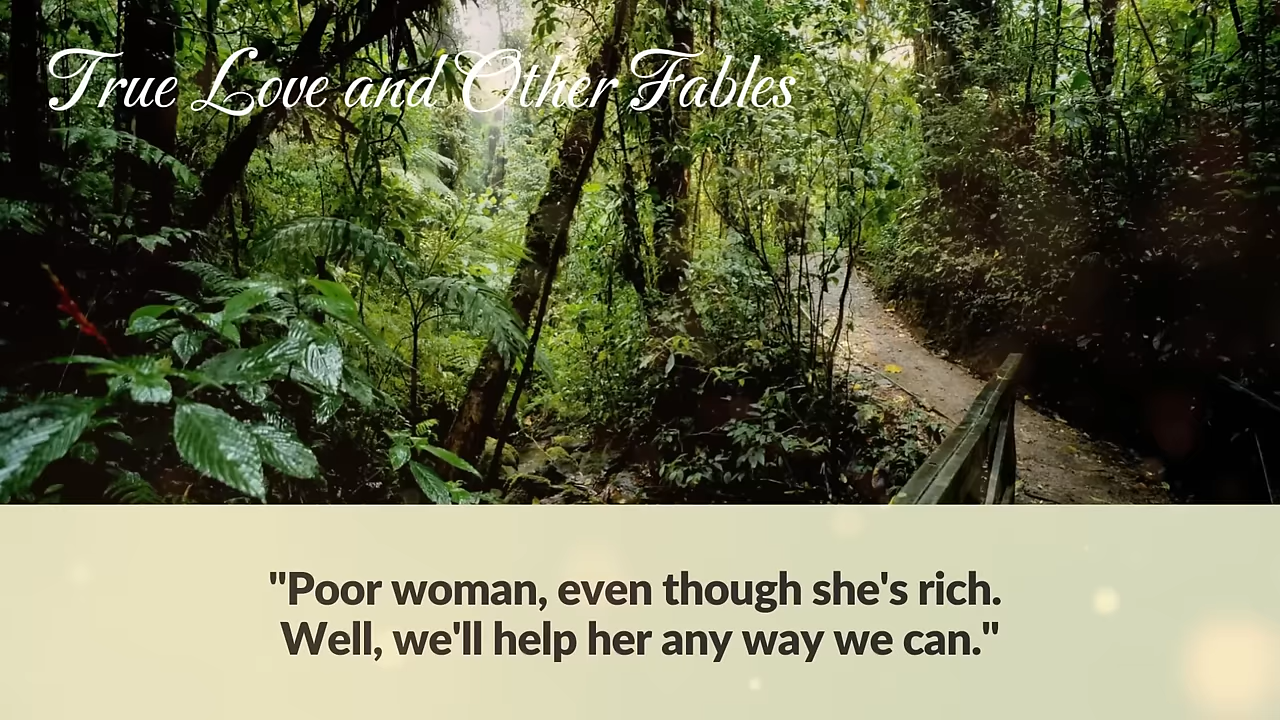 True Love and Other Fables
"Poor woman, even though she's rich.
Well, we'll help her any way we can."